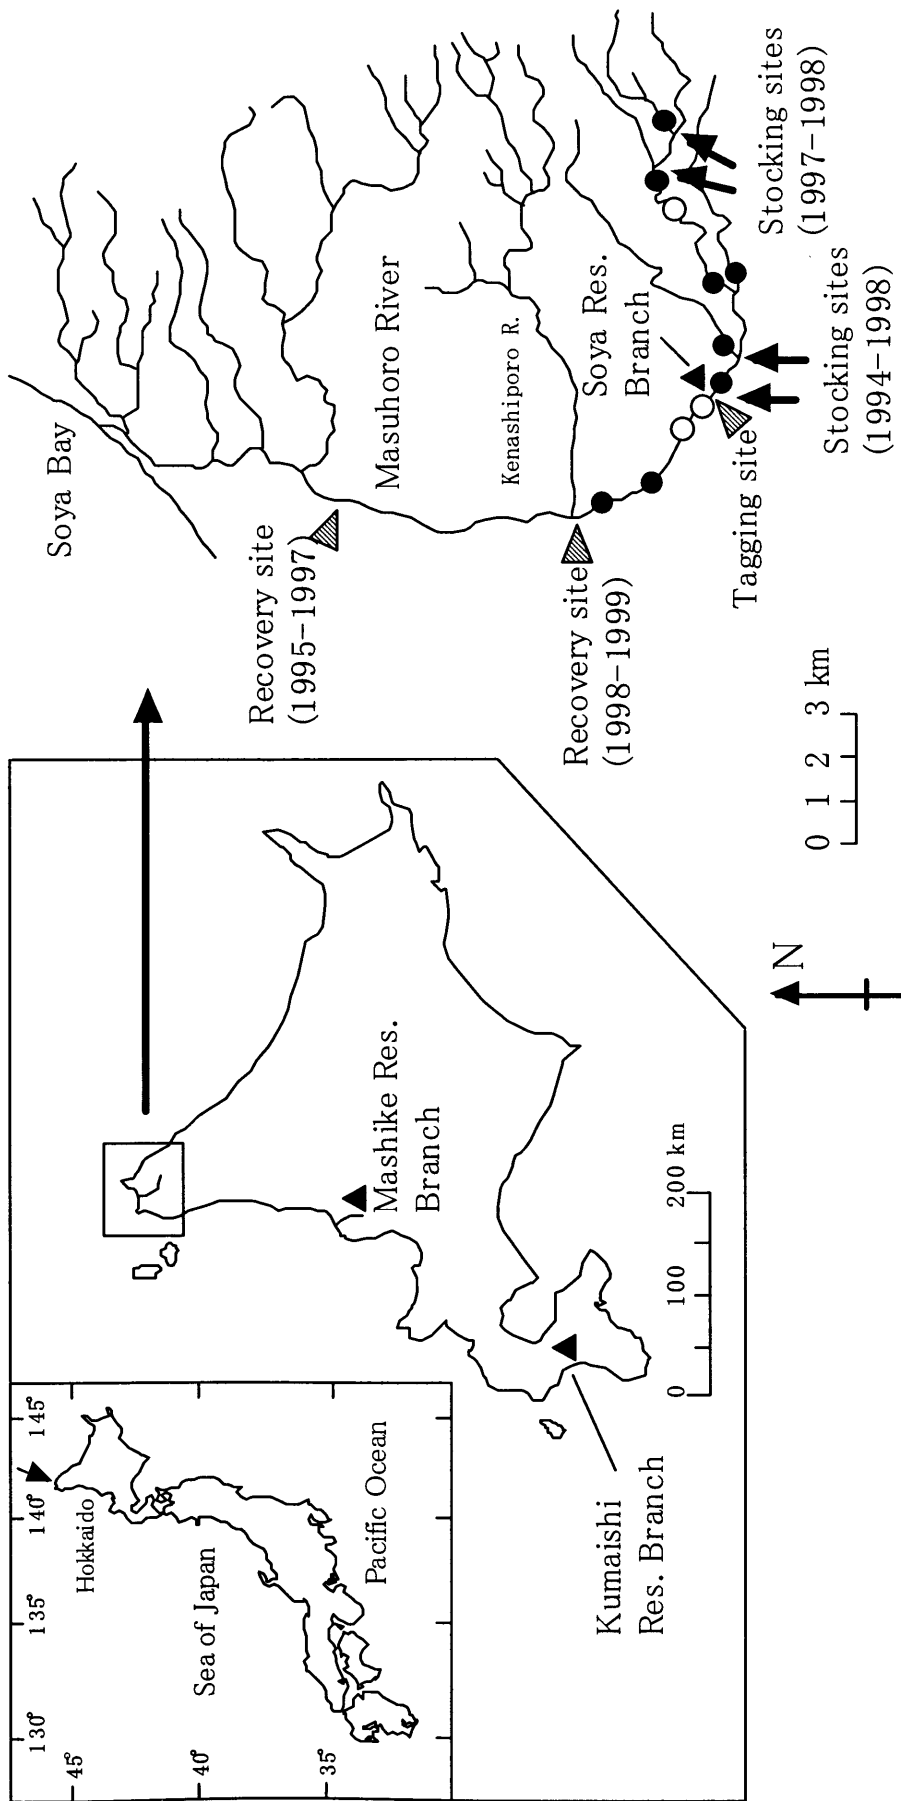 130°
135°
140°
145°
45°
40°
35°
Hokkaido
Sea of Japan
Pacific Ocean
Mashike Res.
Branch
Kumaishi
Res. Branch
0
100
200 km
N
0 1 2 3 km
Soya Bay
Recovery site
(1995-1997)
Masuhoro River
Kenashiporo R.
Recovery site
(1998-1999)
Soya Res.
Branch
Tagging site
Stocking sites
(1994-1998)
Stocking sites
(1997-1998)